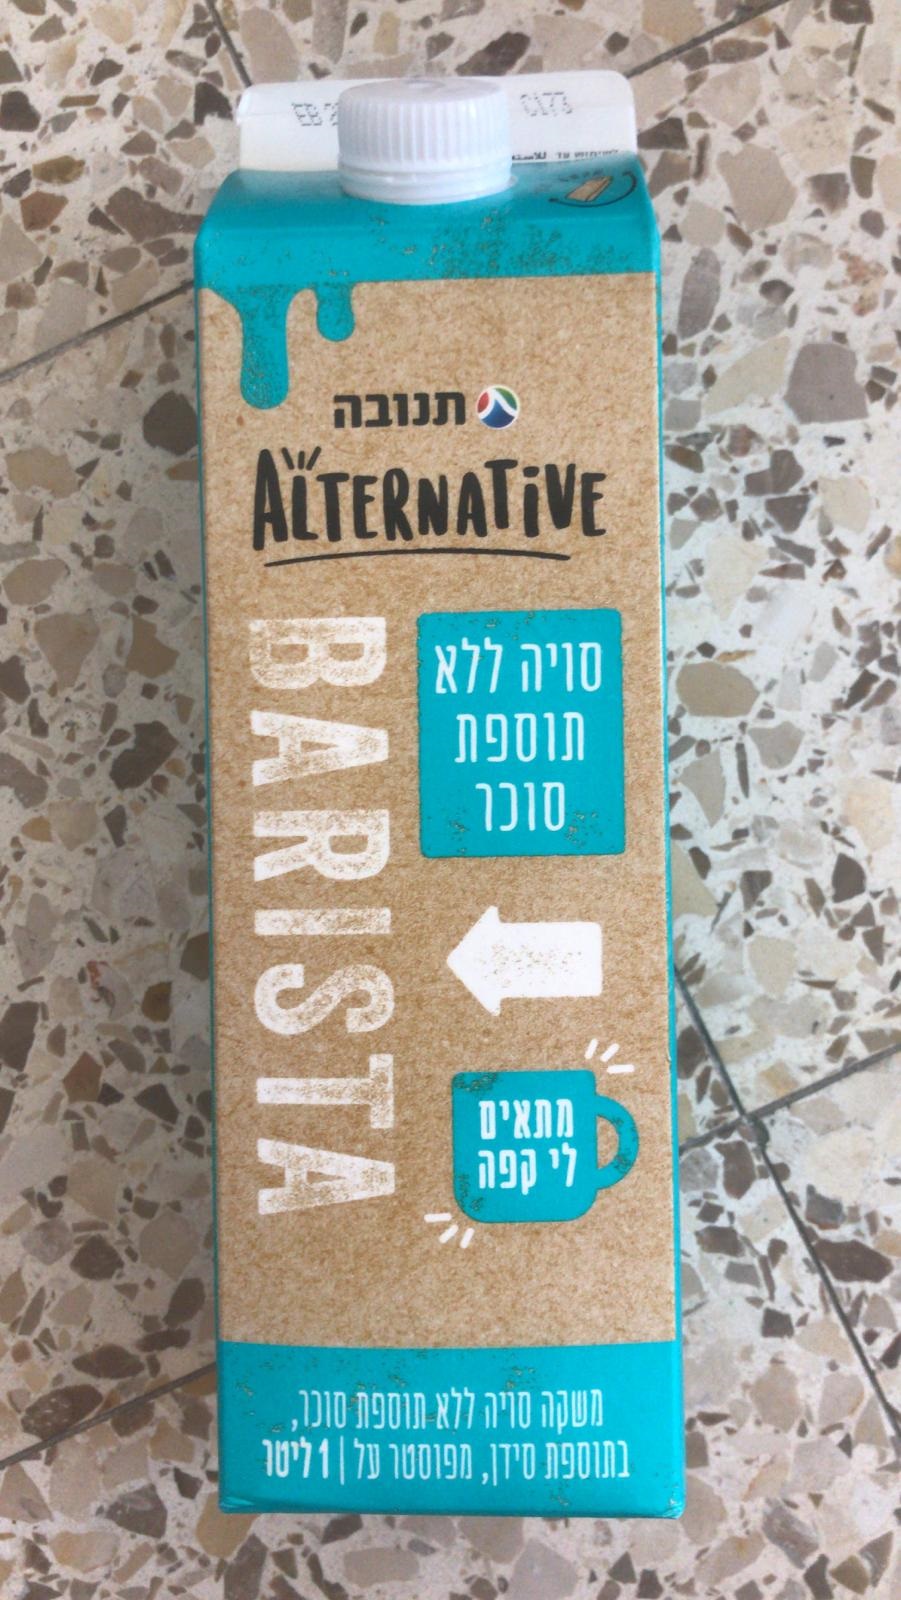 C173
תנובה
ALTERNATIVE
BARISTA
סויה ללא
תוספת
סוכר
מתאים
לי קפה
משקה סויה ללא תוספת סוכר,
בתוספת סידן, מפוסטר על | 1 ליטר